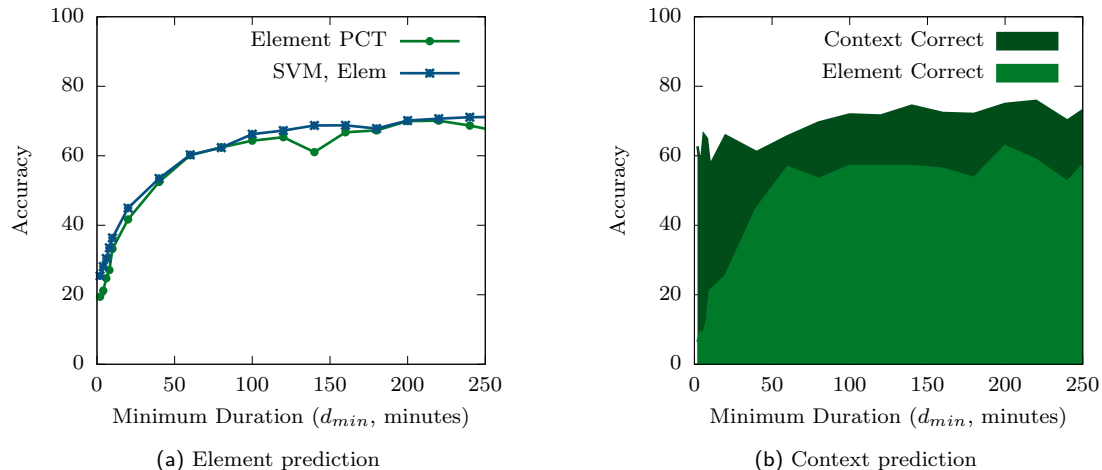 100
80
60
40
20
0
0 50 100 150 200 250
Accuracy
Minimum Duration (d_min, minutes)
Element PCT
SVM, Elem
(a) Element prediction
100
80
60
40
20
0
0 50 100 150 200 250
Accuracy
Minimum Duration (d_min, minutes)
Context Correct
Element Correct
(b) Context prediction